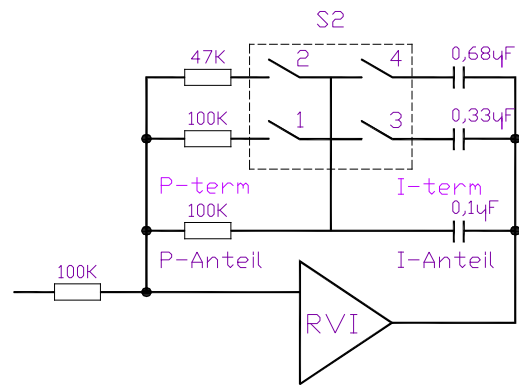 S2
47K 2 4 0,68µF
100K 1 3 0,33µF
P-term I-term
100K 0,1µF
P-Anteil I-Anteil
100K
RVI